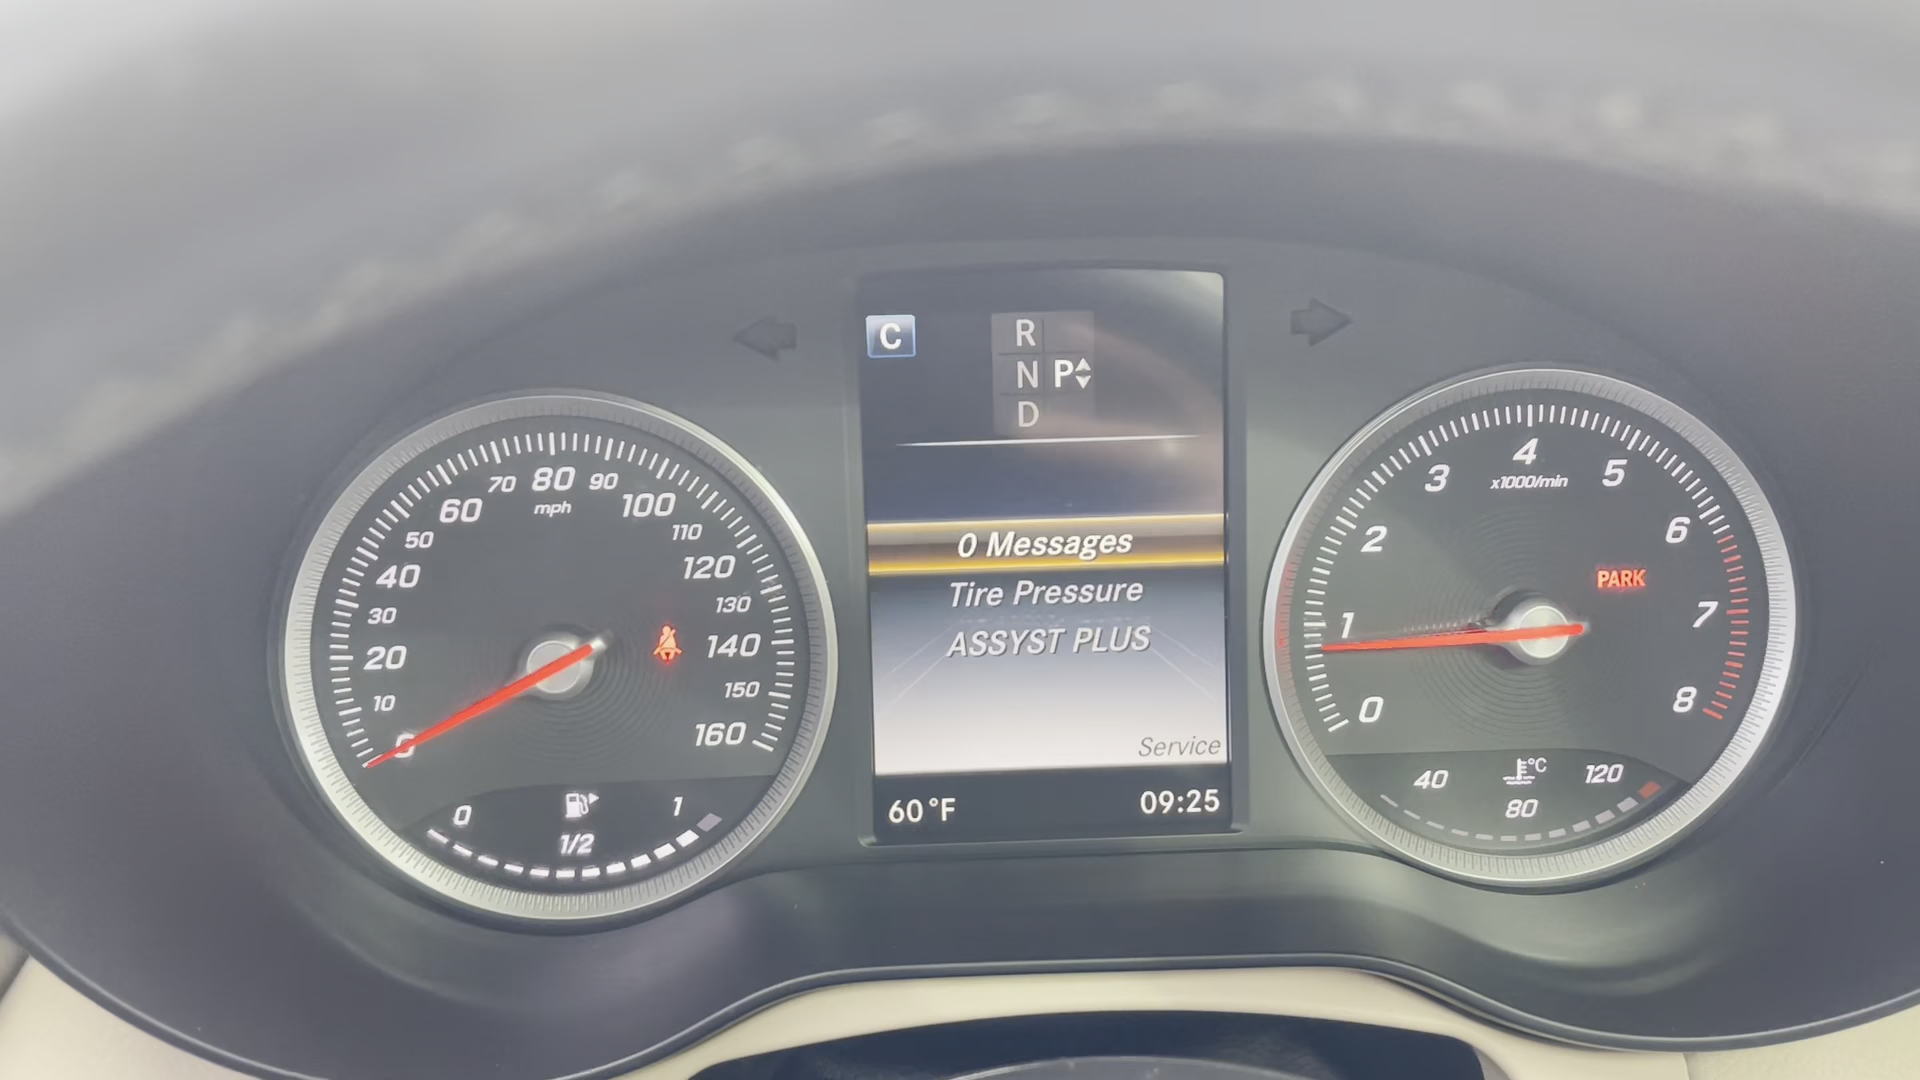 C
R
N P
D
0 Messages
Tire Pressure
ASSYST PLUS
Service
60°F 09:25
0
10
20
30
40
50
60
70
80
90
100
110
120
130
140
150
160
mph
0 1/2 1
0
1
2
3
4
5
6
7
8
x1000/min
PARK
40 °C 120
80